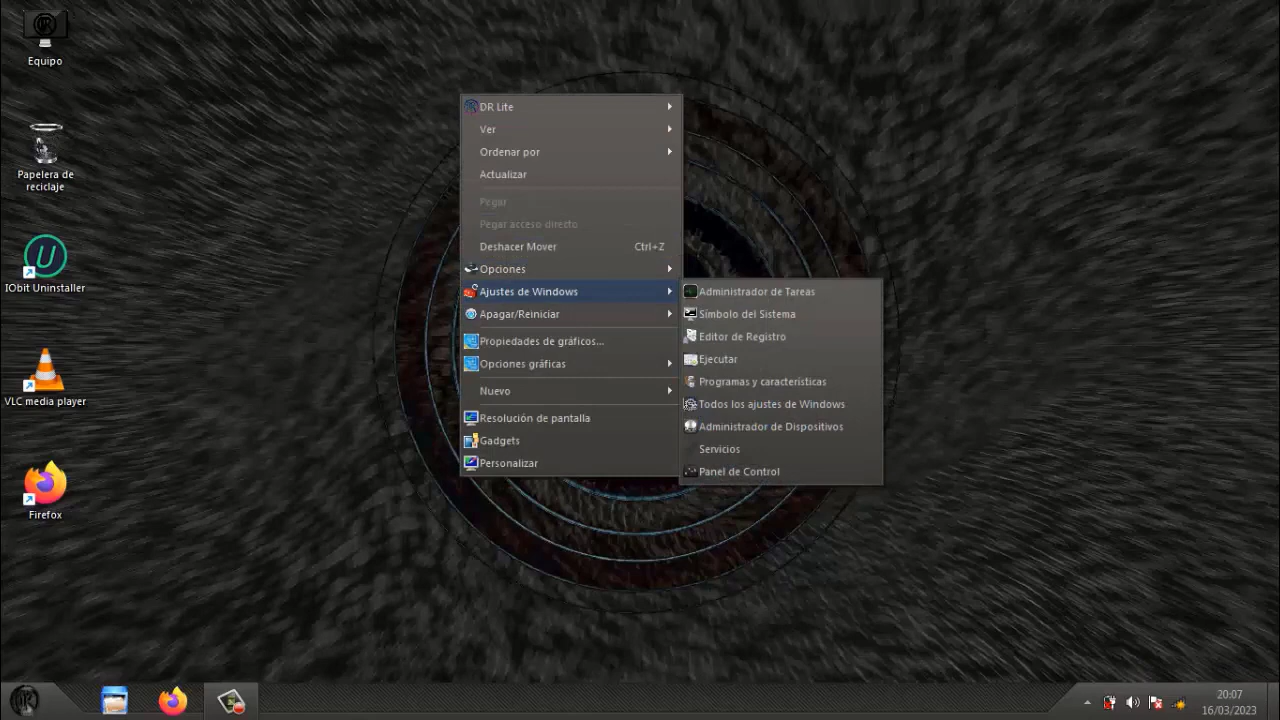 Equipo
Papelera de
reciclaje
IObit Uninstaller
VLC media player
Firefox
DR Lite
Ver
Ordenar por
Actualizar
Pegar
Pegar acceso directo
Deshacer Mover Ctrl+Z
Opciones
Ajustes de Windows
Apagar/Reiniciar
Propiedades de gráficos...
Opciones gráficas
Nuevo
Resolución de pantalla
Gadgets
Personalizar
Administrador de Tareas
Símbolo del Sistema
Editor de Registro
Ejecutar
Programas y características
Todos los ajustes de Windows
Administrador de Dispositivos
Servicios
Panel de Control
20:07
16/03/2023